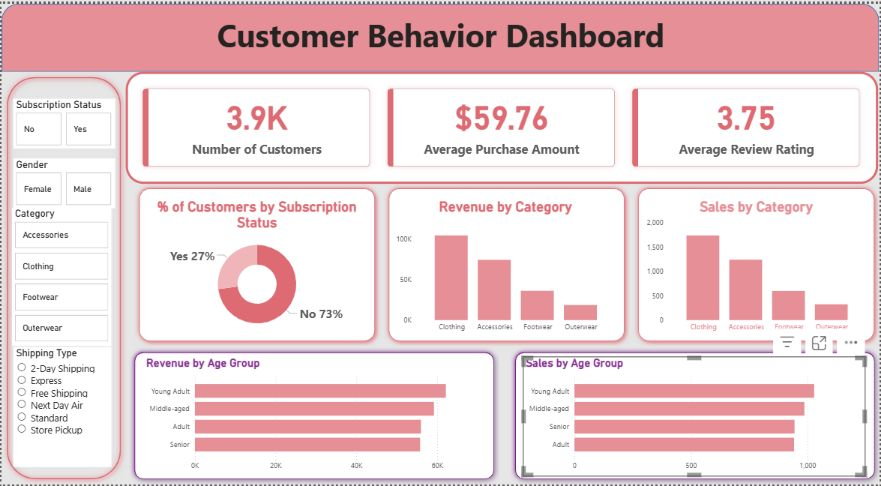 Customer Behavior Dashboard
Subscription Status
No
Yes
Gender
Female
Male
Category
Accessories
Clothing
Footwear
Outerwear
Shipping Type
2-Day Shipping
Express
Free Shipping
Next Day Air
Standard
Store Pickup
3.9K
Number of Customers
$59.76
Average Purchase Amount
3.75
Average Review Rating
% of Customers by Subscription
Status
Yes 27%
No 73%
Revenue by Category
100K
50K
0K
Clothing
Accessories
Footwear
Outerwear
Sales by Category
2,000
1,500
1,000
500
0
Clothing
Accessories
Footwear
Outerwear
Revenue by Age Group
Young Adult
Middle-aged
Adult
Senior
0K
20K
40K
60K
Sales by Age Group
Young Adult
Middle-aged
Senior
Adult
0
500
1,000